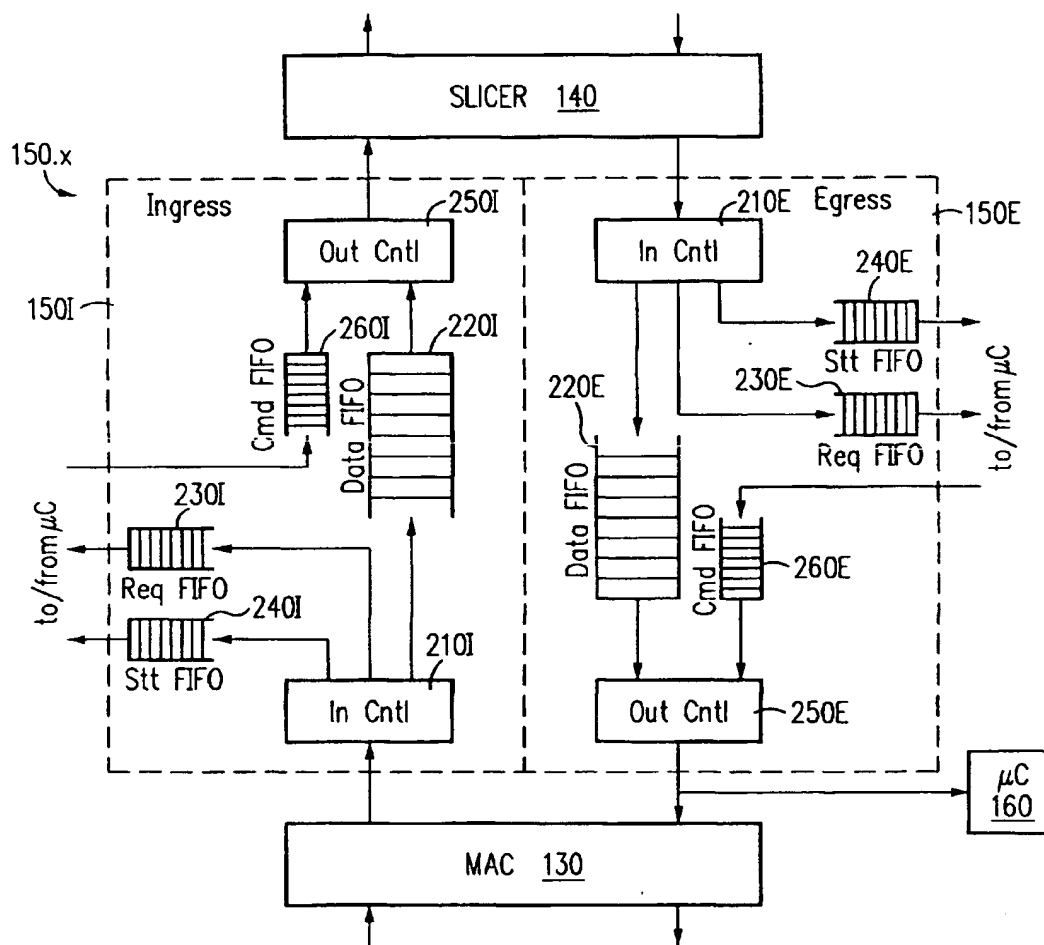 SLICER 140
150.x
Ingress
250I
Out Cntl
210E
Egress
In Cntl
150E
150I
260I
220I
Cmd FIFO
Data FIFO
240E
Stt FIFO
230E
Req FIFO
to/from μC
220E
Data FIFO
Cmd FIFO
260E
230I
Req FIFO
to/from μC
240I
Stt FIFO
210I
In Cntl
Out Cntl
250E
μC
160
MAC 130